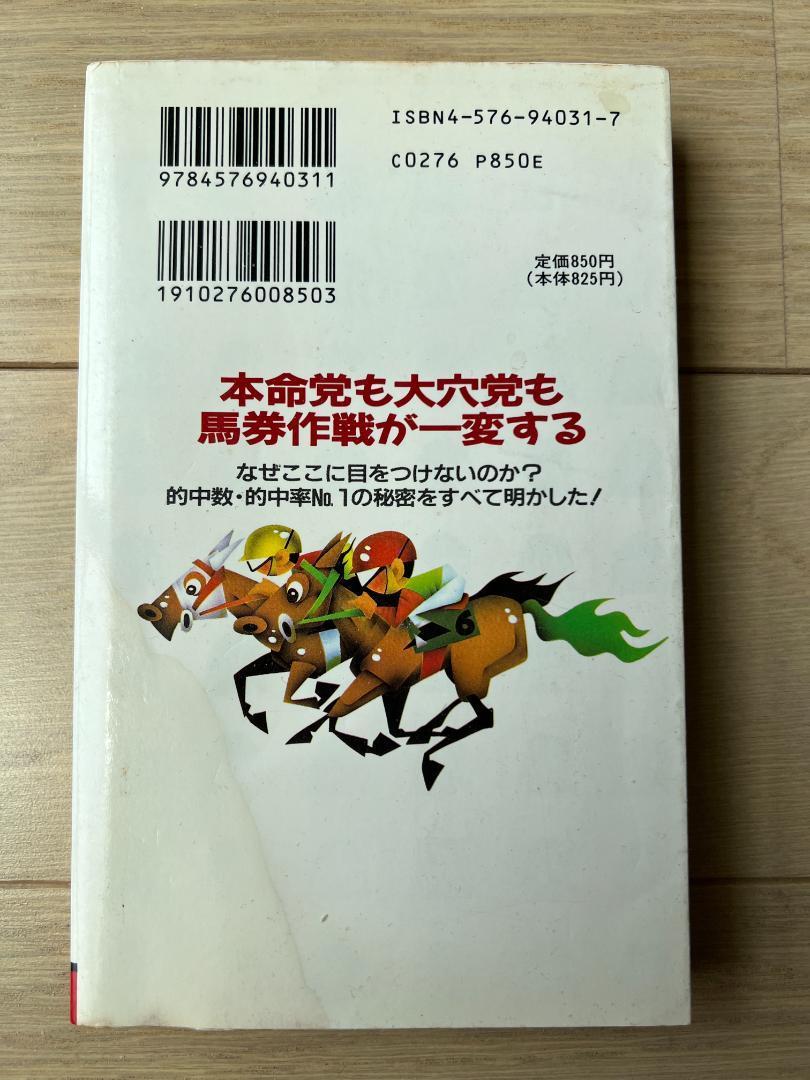 ISBN4-576-94031-7
9784576940311
C0276 P850E
1910276008503
定価850円
(本体825円)
本命党も大穴党も
馬券作戦が一変する
なぜここに目をつけないのか?
的中数・的中率No.1の秘密をすべて明かした!
6